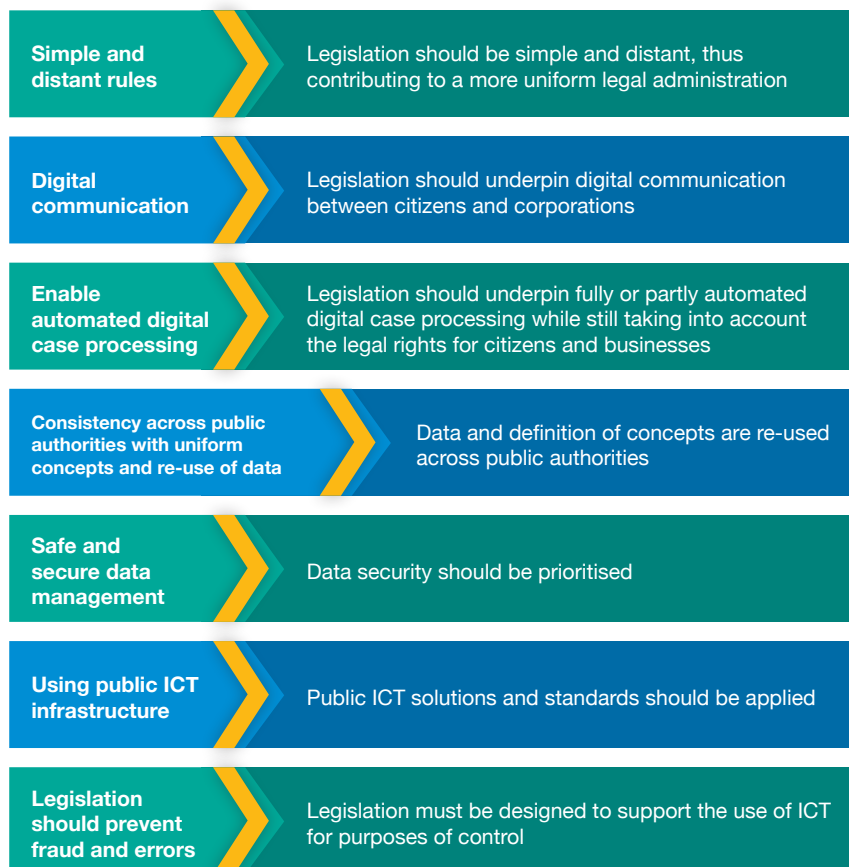 Simple and
distant rules
Legislation should be simple and distant, thus
contributing to a more uniform legal administration
Digital
communication
Legislation should underpin digital communication
between citizens and corporations
Enable
automated digital
case processing
Legislation should underpin fully or partly automated
digital case processing while still taking into account
the legal rights for citizens and businesses
Consistency across public
authorities with uniform
concepts and re-use of data
Data and definition of concepts are re-used
across public authorities
Safe and
secure data
management
Data security should be prioritised
Using public ICT
infrastructure
Public ICT solutions and standards should be applied
Legislation
should prevent
fraud and errors
Legislation must be designed to support the use of ICT
for purposes of control